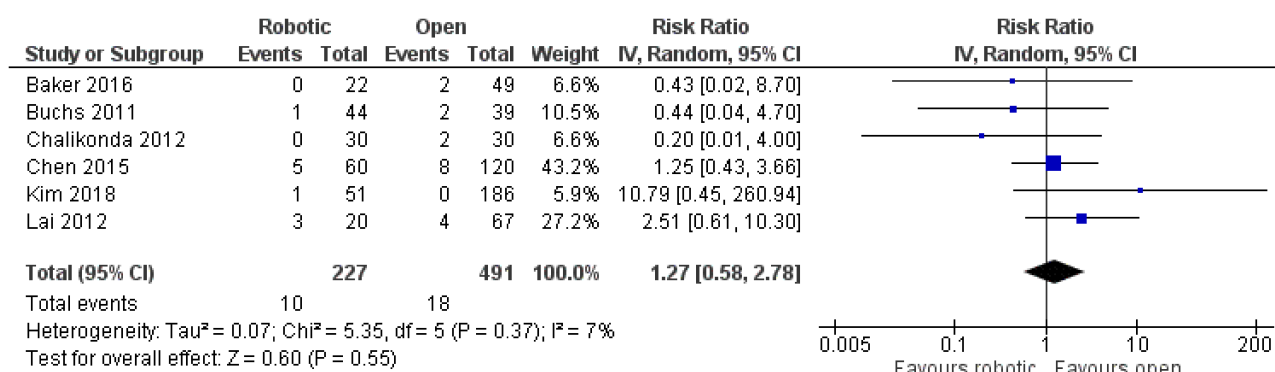 Robotic Open Risk Ratio Risk Ratio
Study or Subgroup Events Total Events Total Weight IV, Random, 95% CI IV, Random, 95% CI
Baker 2016 0 22 2 49 6.6% 0.43 [0.02, 8.70]
Buchs 2011 1 44 2 39 10.5% 0.44 [0.04, 4.70]
Chalikonda 2012 0 30 2 30 6.6% 0.20 [0.01, 4.00]
Chen 2015 5 60 8 120 43.2% 1.25 [0.43, 3.66]
Kim 2018 1 51 0 186 5.9% 10.79 [0.45, 260.94]
Lai 2012 3 20 4 67 27.2% 2.51 [0.61, 10.30]
Total (95% CI) 227 491 100.0% 1.27 [0.58, 2.78]
Total events 10 18
Heterogeneity: Tau² = 0.07; Chi² = 5.35, df = 5 (P = 0.37); I² = 7%
Test for overall effect: Z = 0.60 (P = 0.55)
0.005 0.1 1 10 200
Favours robotic Favours open